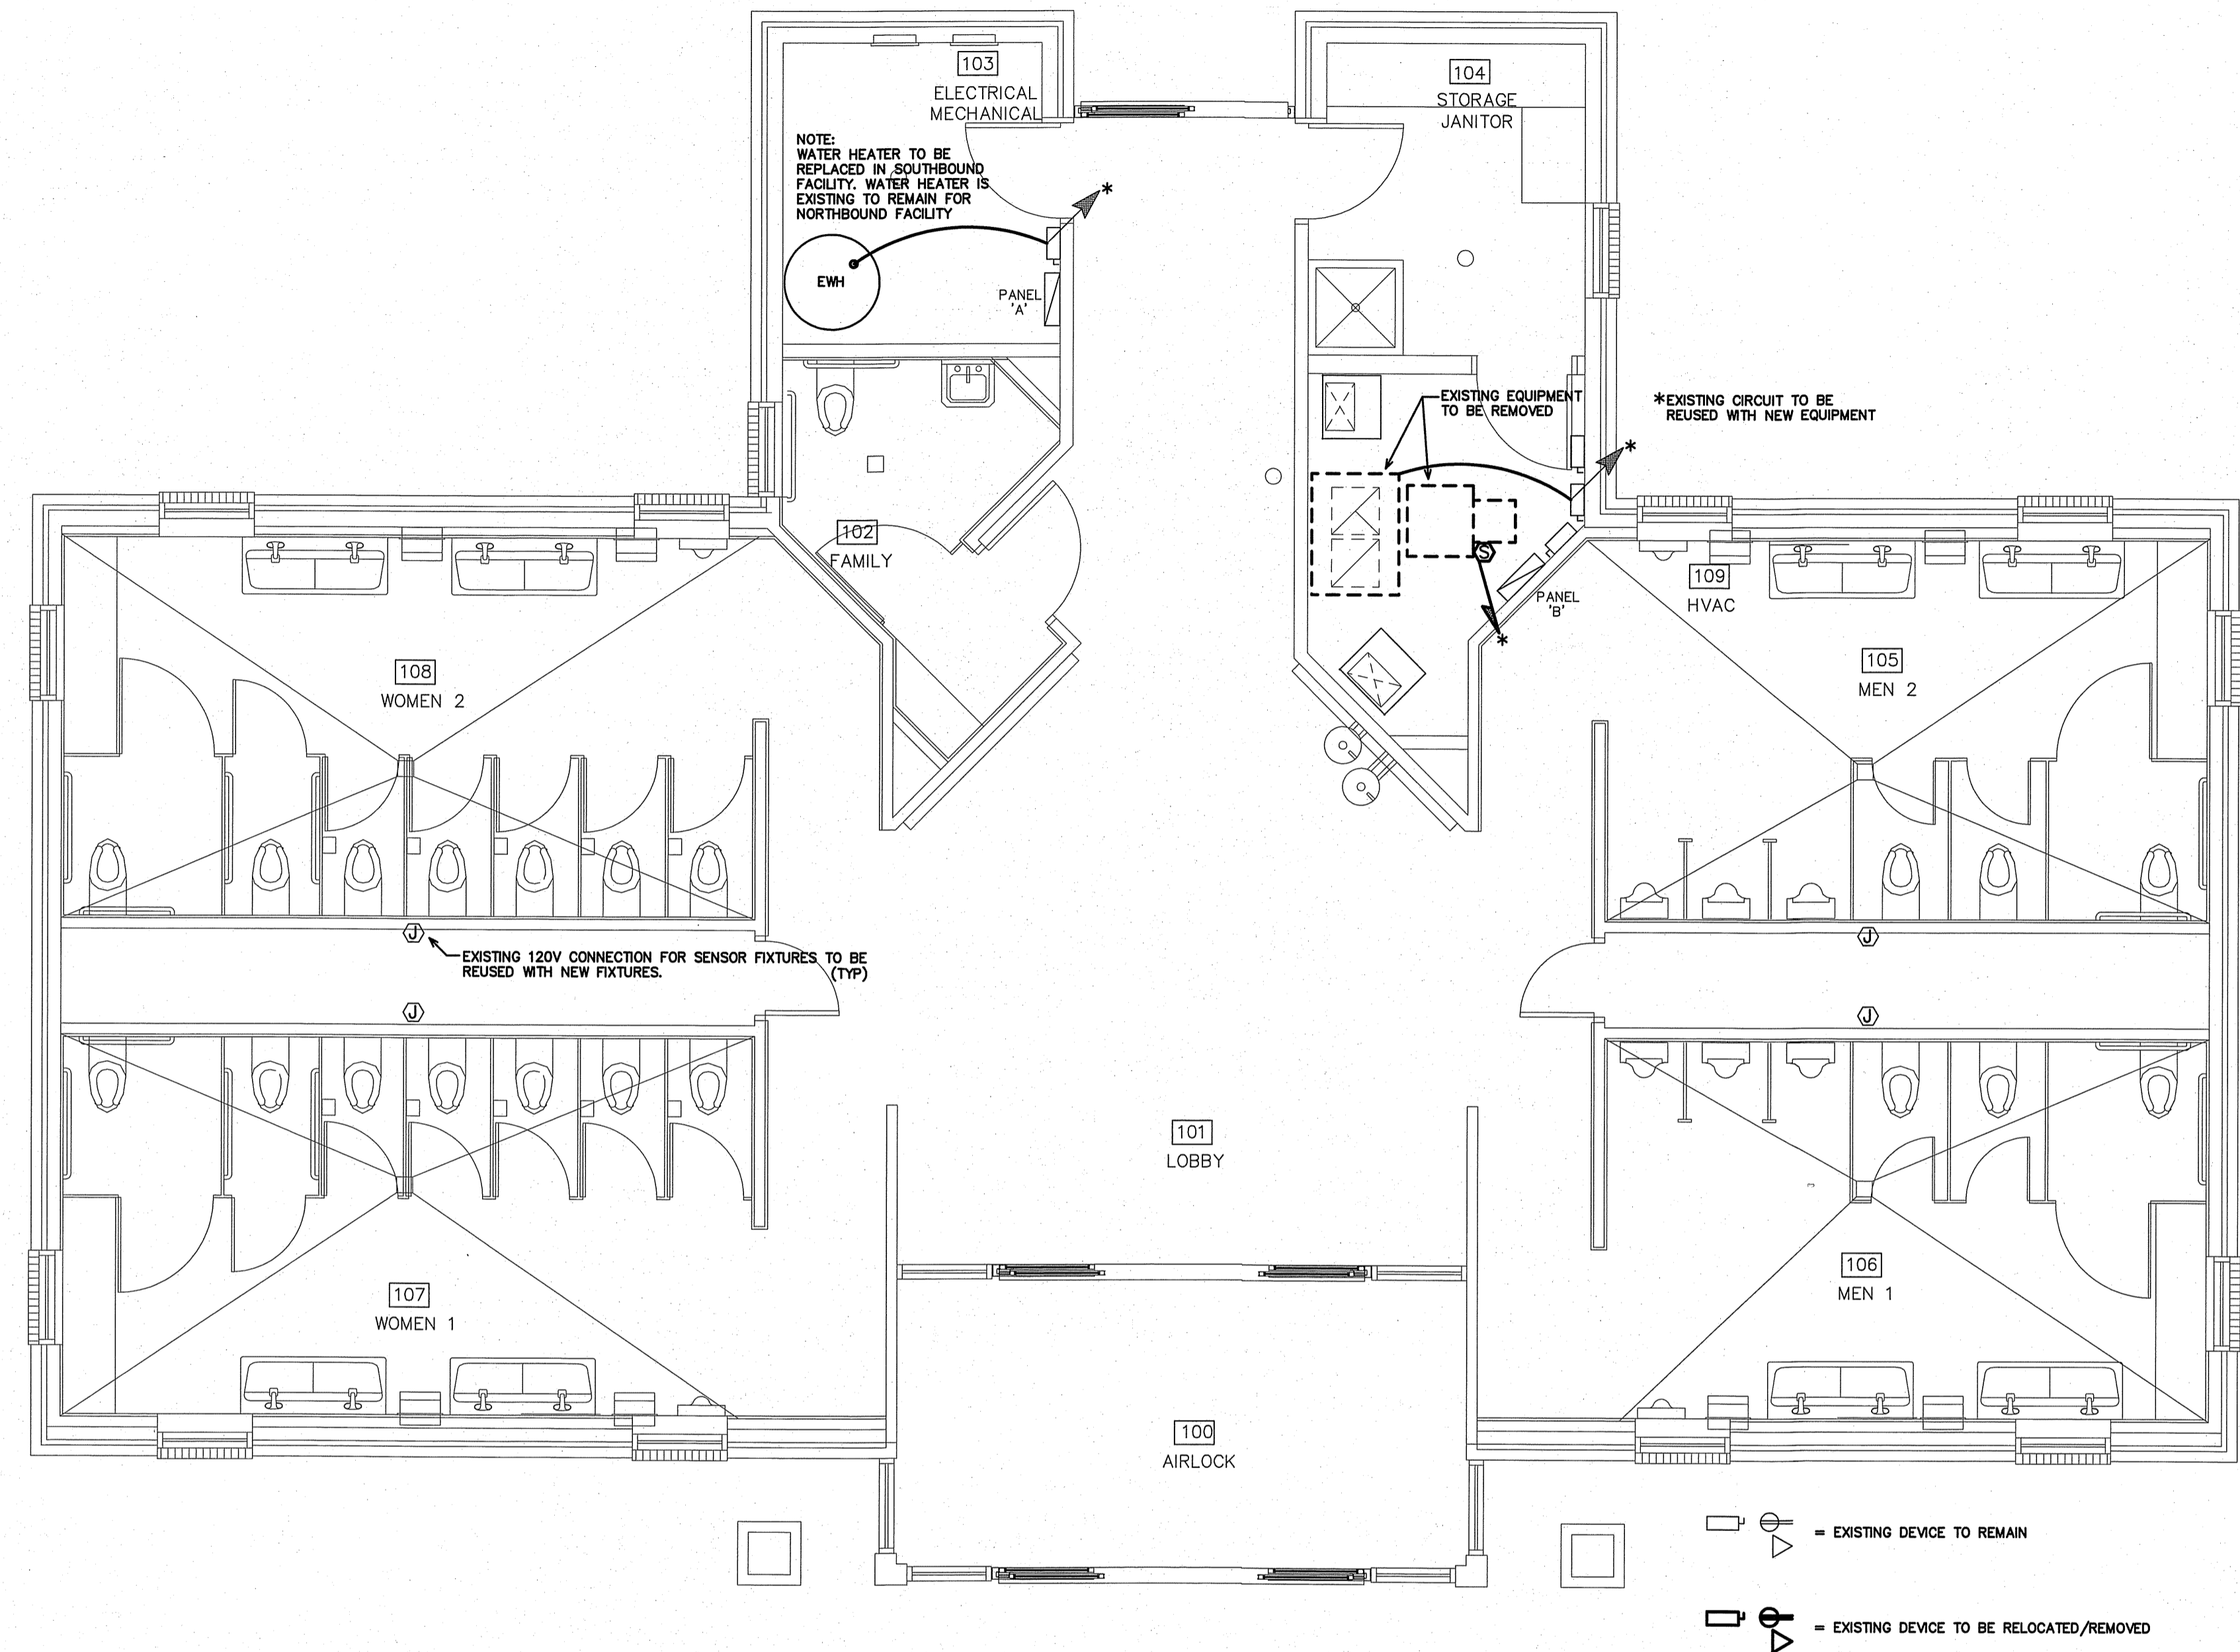 103
ELECTRICAL
MECHANICAL
104
STORAGE
JANITOR
NOTE:
WATER HEATER TO BE
REPLACED IN SOUTHBOUND
FACILITY. WATER HEATER IS
EXISTING TO REMAIN FOR
NORTHBOUND FACILITY
*
EWH
PANEL
'A'
EXISTING EQUIPMENT
TO BE REMOVED
*EXISTING CIRCUIT TO BE
REUSED WITH NEW EQUIPMENT
*
S
*
PANEL
'B'
102
FAMILY
109
HVAC
108
WOMEN 2
105
MEN 2
J
EXISTING 120V CONNECTION FOR SENSOR FIXTURES TO BE
REUSED WITH NEW FIXTURES. (TYP)
J
J
J
101
LOBBY
107
WOMEN 1
106
MEN 1
100
AIRLOCK
= EXISTING DEVICE TO REMAIN
= EXISTING DEVICE TO BE RELOCATED/REMOVED